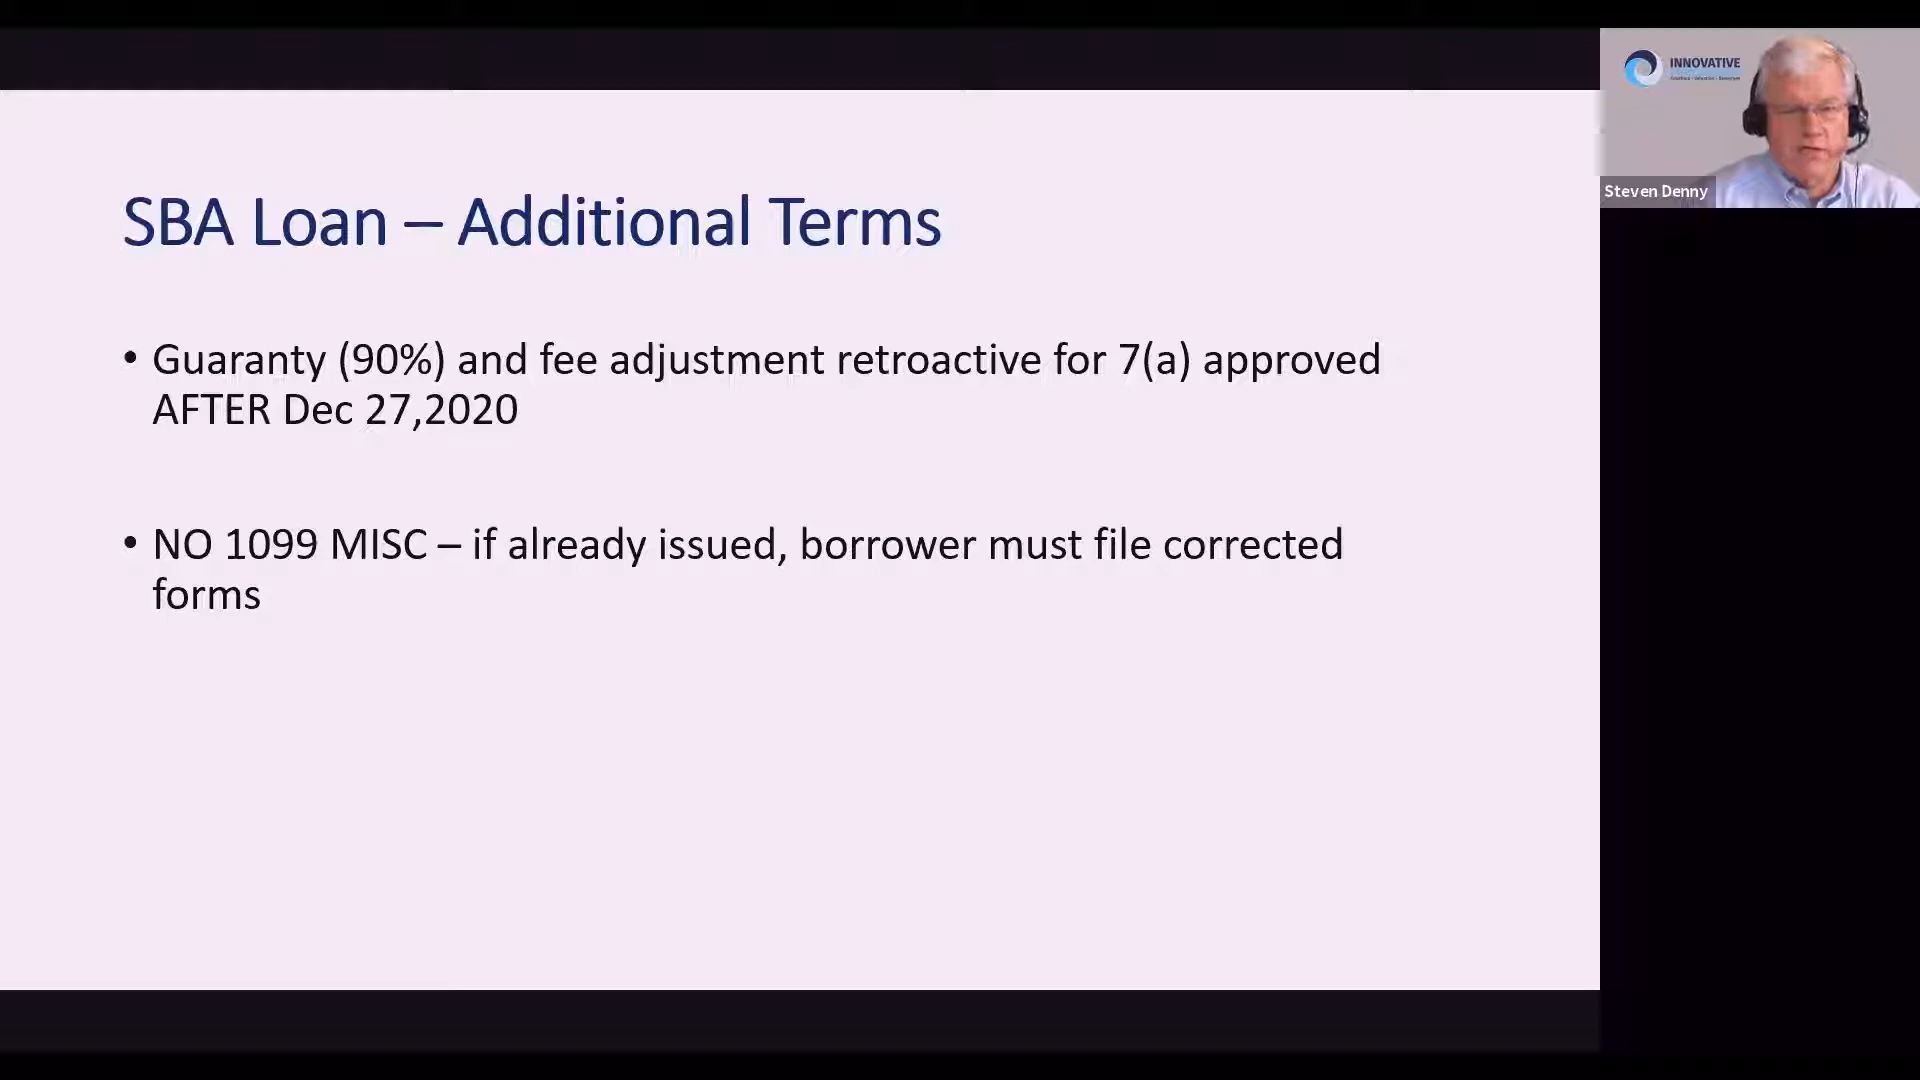 SBA Loan – Additional Terms
• Guaranty (90%) and fee adjustment retroactive for 7(a) approved
AFTER Dec 27,2020
• NO 1099 MISC – if already issued, borrower must file corrected
forms
INNOVATIVE
Steven Denny